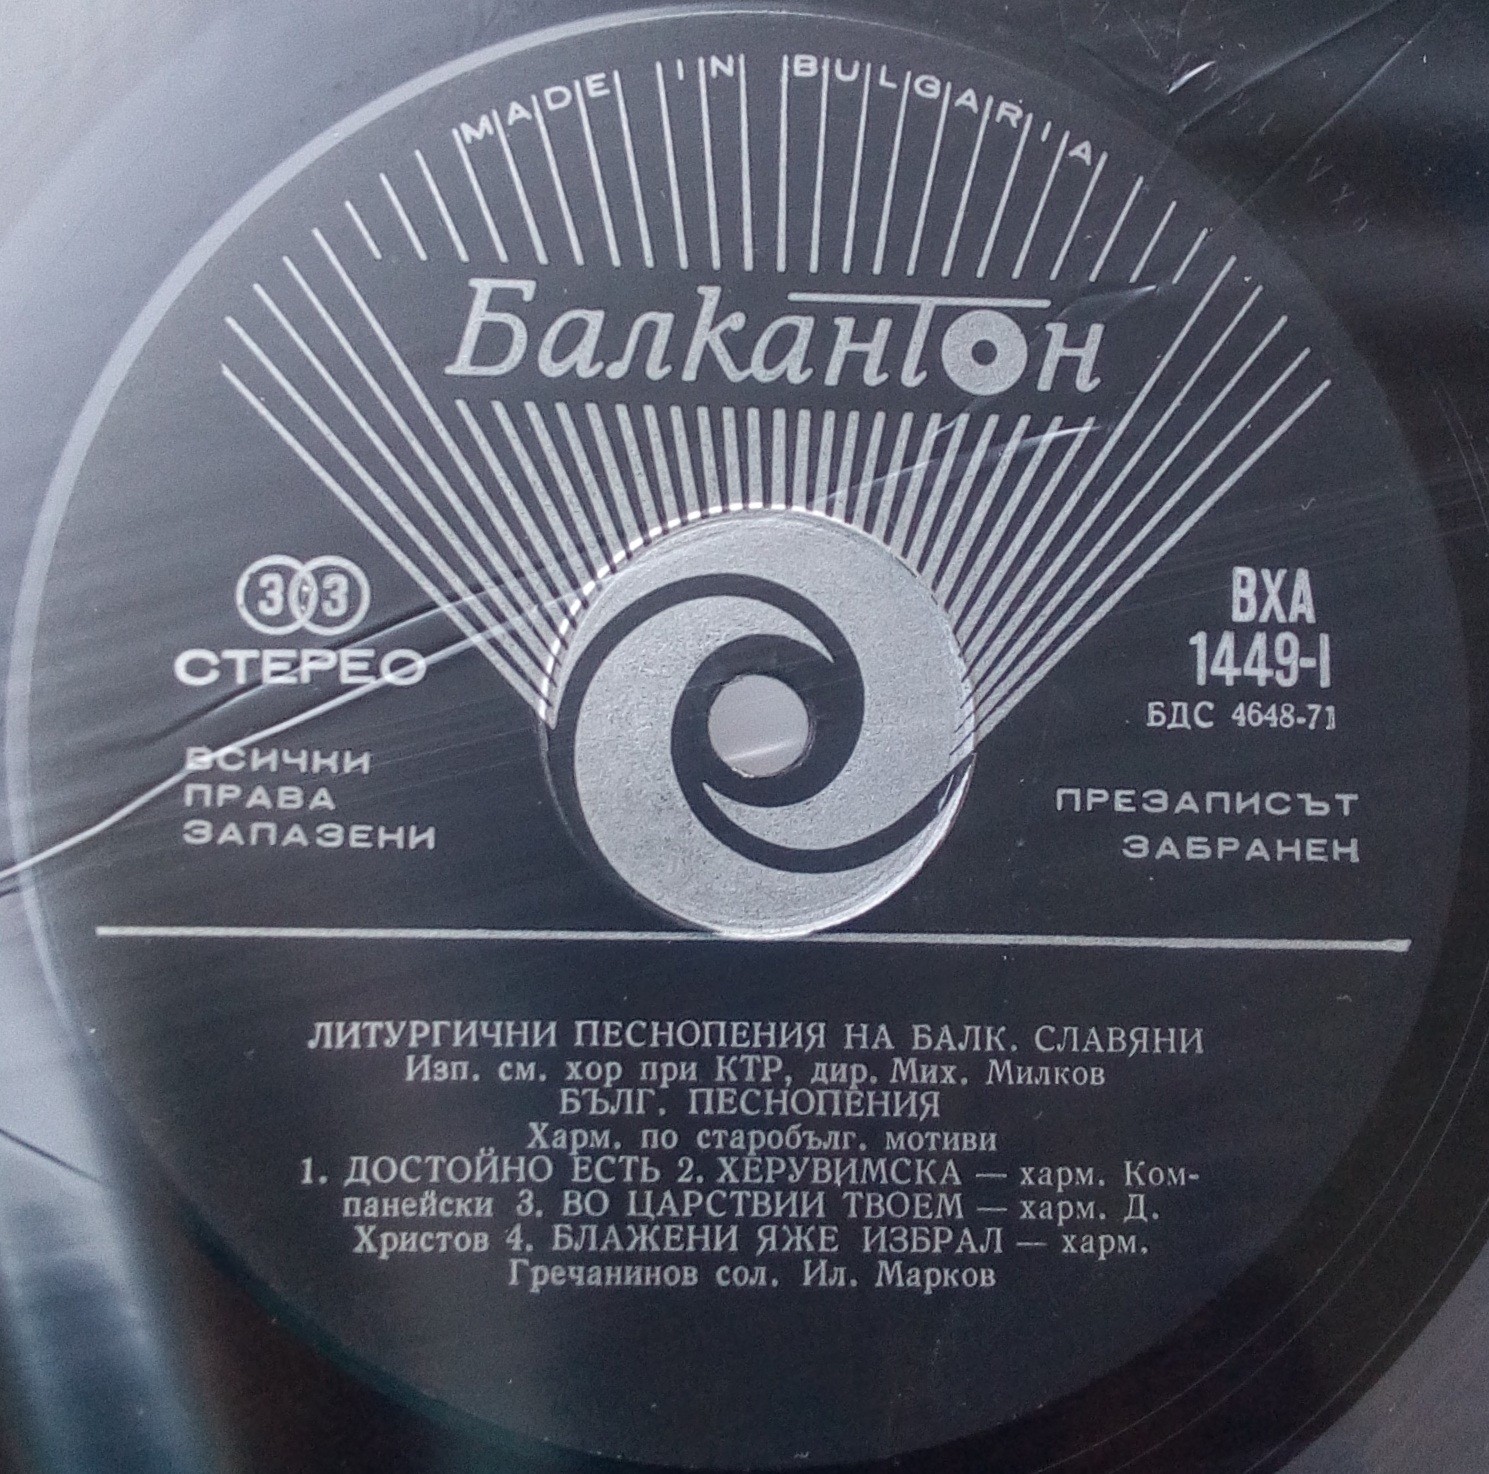 MADE IN BULGARIA
Балкантон
33
СТЕРЕО
ВСИЧКИ
ПРАВА
ЗАПАЗЕНИ
ВХА
1449-I
БДС 4648-71
ПРЕЗАПИСЪТ
ЗАБРАНЕН
ЛИТУРГИЧНИ ПЕСНОПЕНИЯ НА БАЛК. СЛАВЯНИ
Изп. см. хор при КТР, дир. Мих. Милков
БЪЛГ. ПЕСНОПЕНИЯ
Харм. по старобълг. мотиви
1. ДОСТОЙНО ЕСТЬ 2. ХЕРУВИМСКА — харм. Ком-
панейски 3. ВО ЦАРСТВИИ ТВОЕМ — харм. Д.
Христов 4. БЛАЖЕНИ ЯЖЕ ИЗБРАЛ — харм.
Гречанинов сол. Ил. Марков